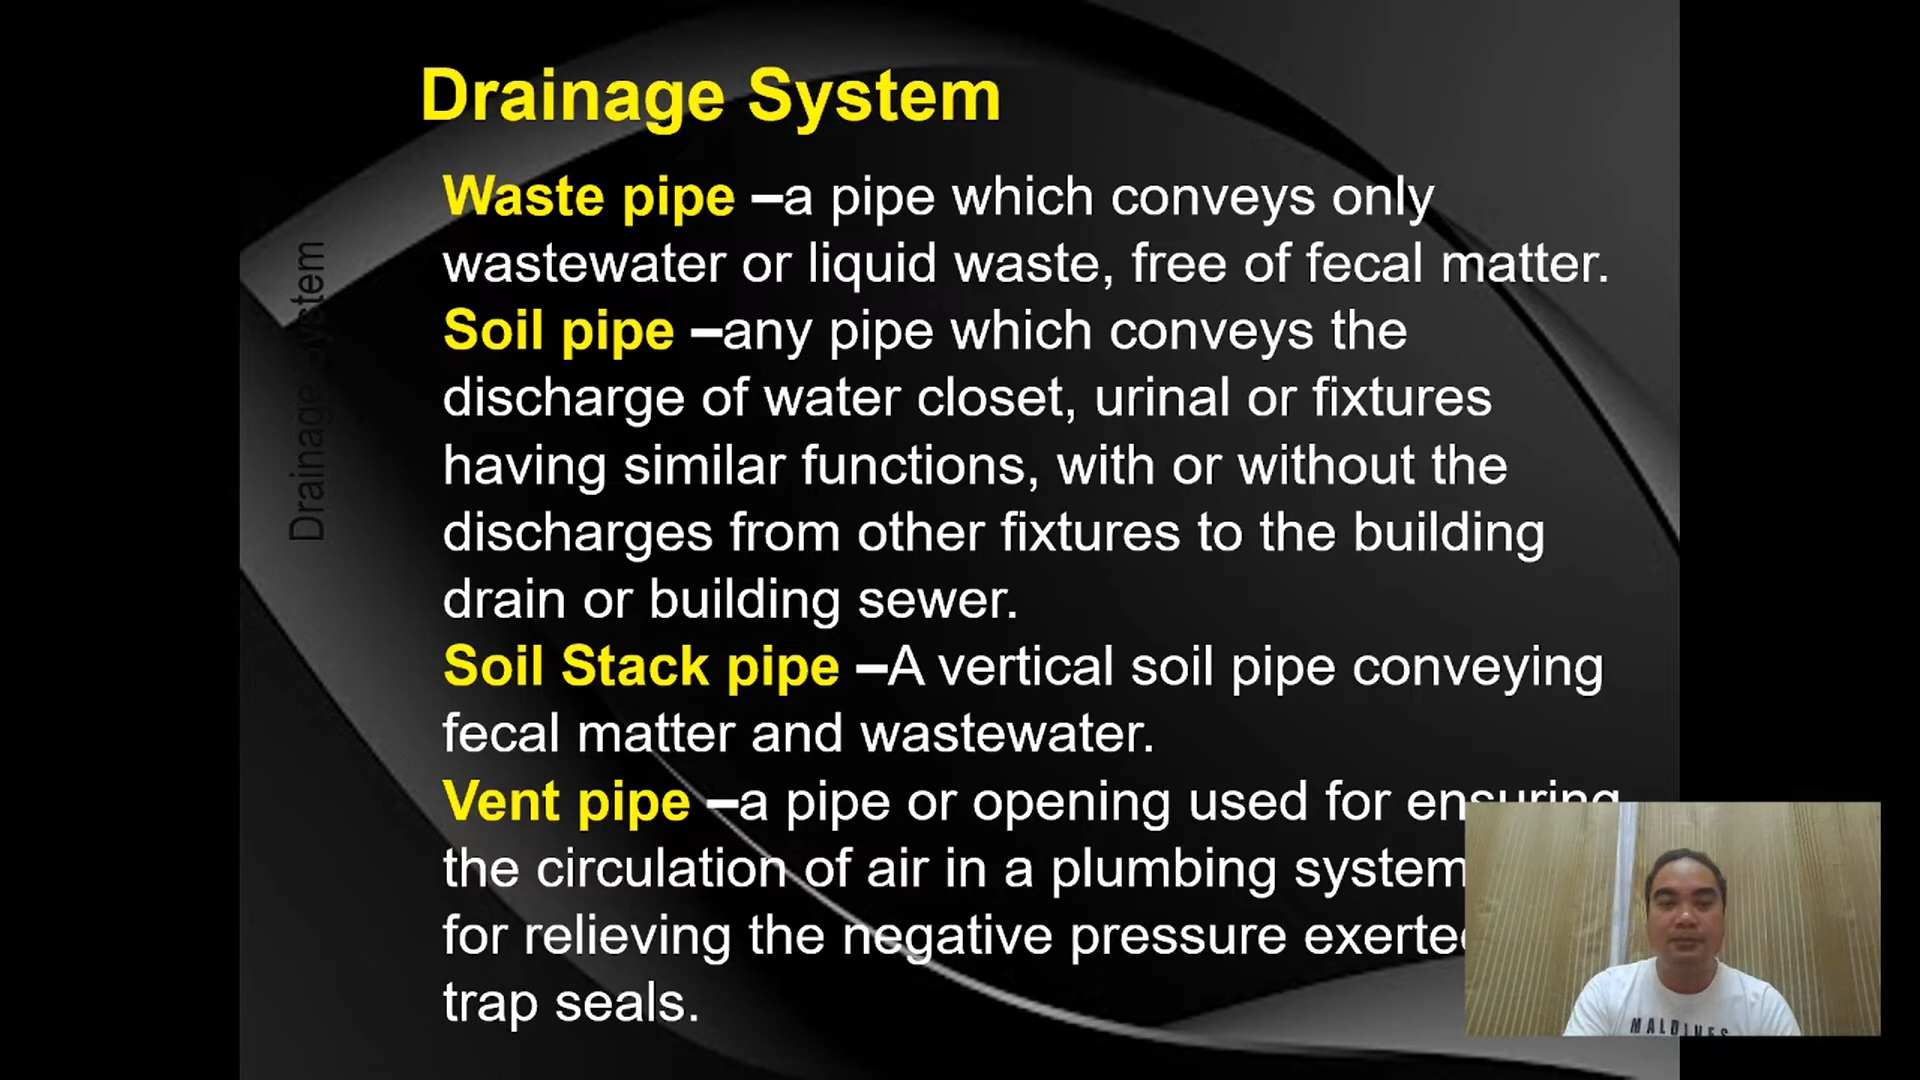 Drainage System
Drainage System
Waste pipe –a pipe which conveys only
wastewater or liquid waste, free of fecal matter.
Soil pipe –any pipe which conveys the
discharge of water closet, urinal or fixtures
having similar functions, with or without the
discharges from other fixtures to the building
drain or building sewer.
Soil Stack pipe –A vertical soil pipe conveying
fecal matter and wastewater.
Vent pipe –a pipe or opening used for ensuring
the circulation of air in a plumbing system
for relieving the negative pressure
trap seals.
MALDIVES